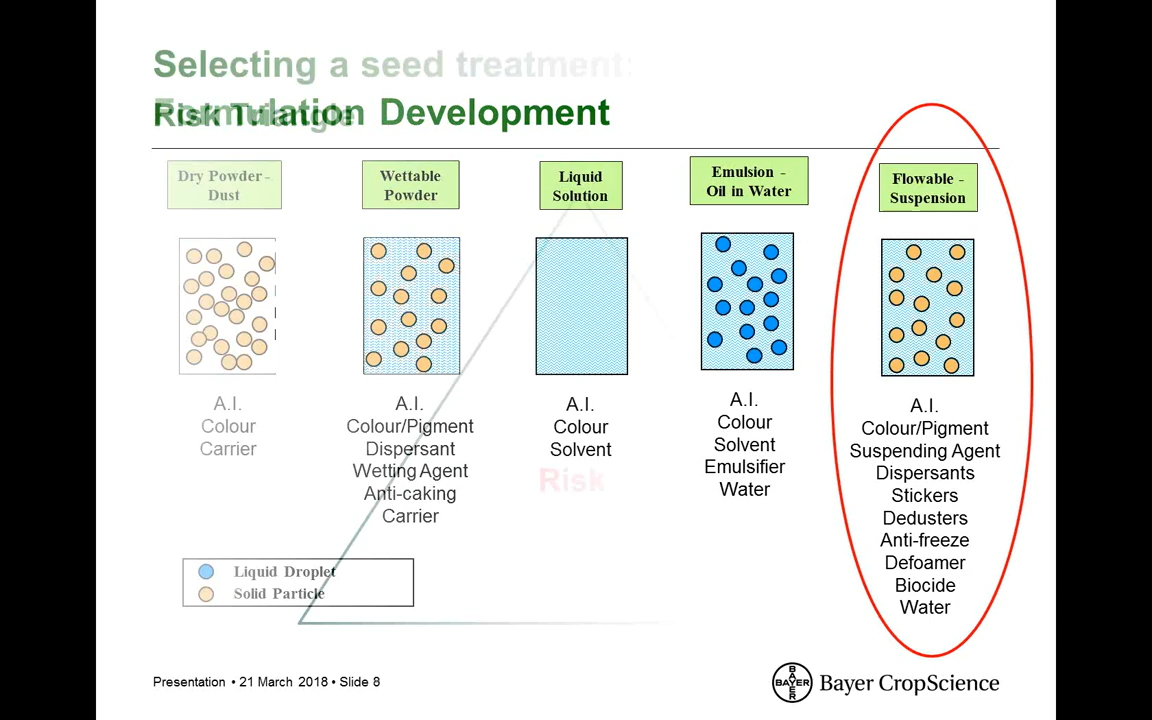 Selecting a seed treatment:
Formulation Development
Risk Triangle
Dry Powder -
Dust
Wettable
Powder
Liquid
Solution
Emulsion -
Oil in Water
Flowable -
Suspension
A.I.
Colour
Carrier
A.I.
Colour/Pigment
Dispersant
Wetting Agent
Anti-caking
Carrier
A.I.
Colour
Solvent
A.I.
Colour
Solvent
Emulsifier
Water
A.I.
Colour/Pigment
Suspending Agent
Dispersants
Stickers
Dedusters
Anti-freeze
Defoamer
Biocide
Water
Risk
Liquid Droplet
Solid Particle
Presentation • 21 March 2018 • Slide 8
BAYER
BAYER
Bayer CropScience